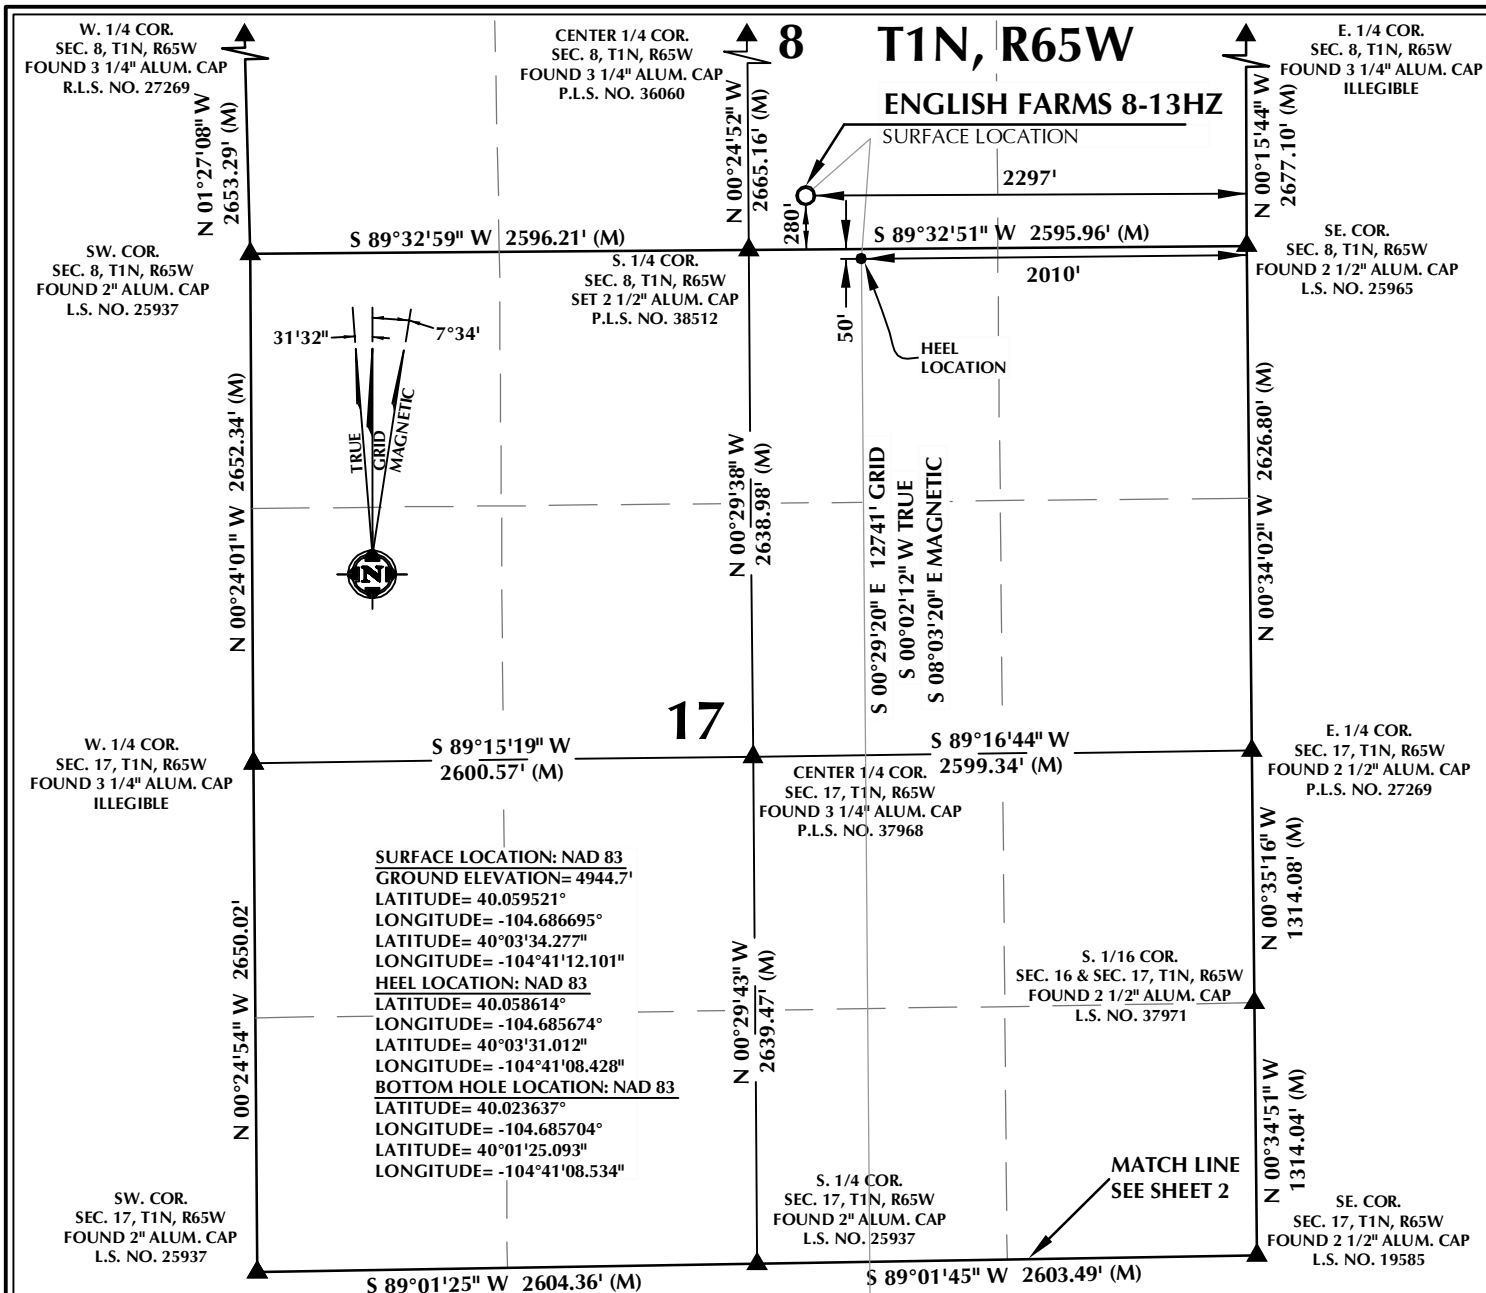 W. 1/4 COR.
SEC. 8, T1N, R65W
FOUND 3 1/4" ALUM. CAP
R.L.S. NO. 27269
CENTER 1/4 COR.
SEC. 8, T1N, R65W
FOUND 3 1/4" ALUM. CAP
P.L.S. NO. 36060
8
T1N, R65W
E. 1/4 COR.
SEC. 8, T1N, R65W
FOUND 3 1/4" ALUM. CAP
ILLEGIBLE
ENGLISH FARMS 8-13HZ
SURFACE LOCATION
N 01°27'08" W
2653.29' (M)
N 00°24'52" W
2665.16' (M)
N 00°15'44" W
2677.10' (M)
2297'
280'
S 89°32'59" W 2596.21' (M)
S 89°32'51" W 2595.96' (M)
SW. COR.
SEC. 8, T1N, R65W
FOUND 2" ALUM. CAP
L.S. NO. 25937
S. 1/4 COR.
SEC. 8, T1N, R65W
SET 2 1/2" ALUM. CAP
P.L.S. NO. 38512
SE. COR.
SEC. 8, T1N, R65W
FOUND 2 1/2" ALUM. CAP
L.S. NO. 25965
2010'
50'
HEEL
LOCATION
31'32"
7°34'
TRUE
GRID
MAGNETIC
N
N 00°24'01" W 2652.34' (M)
N 00°29'38" W
2638.98' (M)
S 00°29'20" E 12741' GRID
S 00°02'12" W TRUE
S 08°03'20" E MAGNETIC
N 00°34'02" W 2626.80' (M)
17
W. 1/4 COR.
SEC. 17, T1N, R65W
FOUND 3 1/4" ALUM. CAP
ILLEGIBLE
S 89°15'19" W
2600.57' (M)
S 89°16'44" W
2599.34' (M)
CENTER 1/4 COR.
SEC. 17, T1N, R65W
FOUND 3 1/4" ALUM. CAP
P.L.S. NO. 37968
E. 1/4 COR.
SEC. 17, T1N, R65W
FOUND 2 1/2" ALUM. CAP
P.L.S. NO. 27269
SURFACE LOCATION: NAD 83
GROUND ELEVATION= 4944.7'
LATITUDE= 40.059521°
LONGITUDE= -104.686695°
LATITUDE= 40°03'34.277"
LONGITUDE= -104°41'12.101"
HEEL LOCATION: NAD 83
LATITUDE= 40.058614°
LONGITUDE= -104.685674°
LATITUDE= 40°03'31.012"
LONGITUDE= -104°41'08.428"
BOTTOM HOLE LOCATION: NAD 83
LATITUDE= 40.023637°
LONGITUDE= -104.685704°
LATITUDE= 40°01'25.093"
LONGITUDE= -104°41'08.534"
N 00°24'54" W 2650.02'
N 00°29'43" W
2639.47' (M)
N 00°35'16" W
1314.08' (M)
S. 1/16 COR.
SEC. 16 & SEC. 17, T1N, R65W
FOUND 2 1/2" ALUM. CAP
L.S. NO. 37971
N 00°34'51" W
1314.04' (M)
MATCH LINE
SEE SHEET 2
SW. COR.
SEC. 17, T1N, R65W
FOUND 2" ALUM. CAP
L.S. NO. 25937
S. 1/4 COR.
SEC. 17, T1N, R65W
FOUND 2" ALUM. CAP
L.S. NO. 25937
SE. COR.
SEC. 17, T1N, R65W
FOUND 2 1/2" ALUM. CAP
L.S. NO. 19585
S 89°01'25" W 2604.36' (M)
S 89°01'45" W 2603.49' (M)